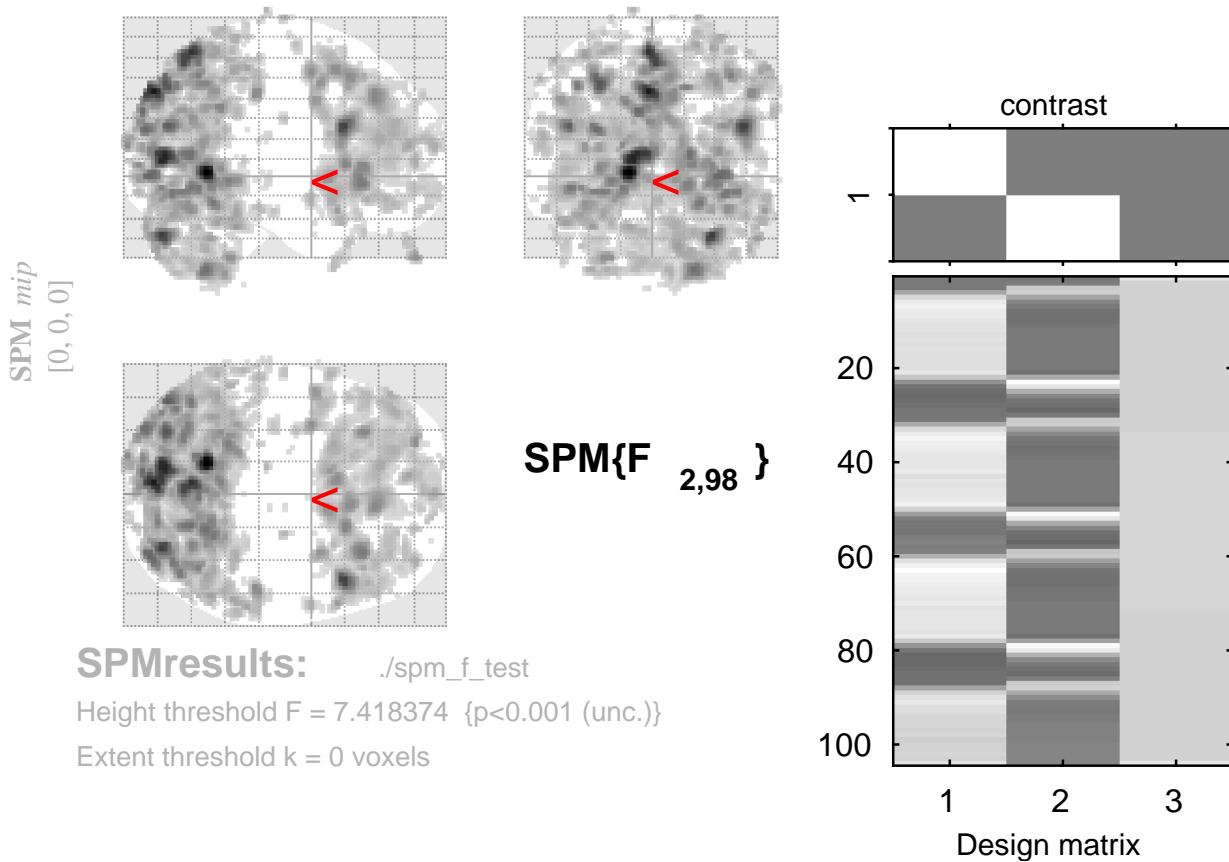 SPM mip
[0, 0, 0]
<
<
<
SPM{F 2,98 }
SPMresults: ./spm_f_test
Height threshold F = 7.418374 {p<0.001 (unc.)}
Extent threshold k = 0 voxels
contrast
1
20
40
60
80
100
1 2 3
Design matrix